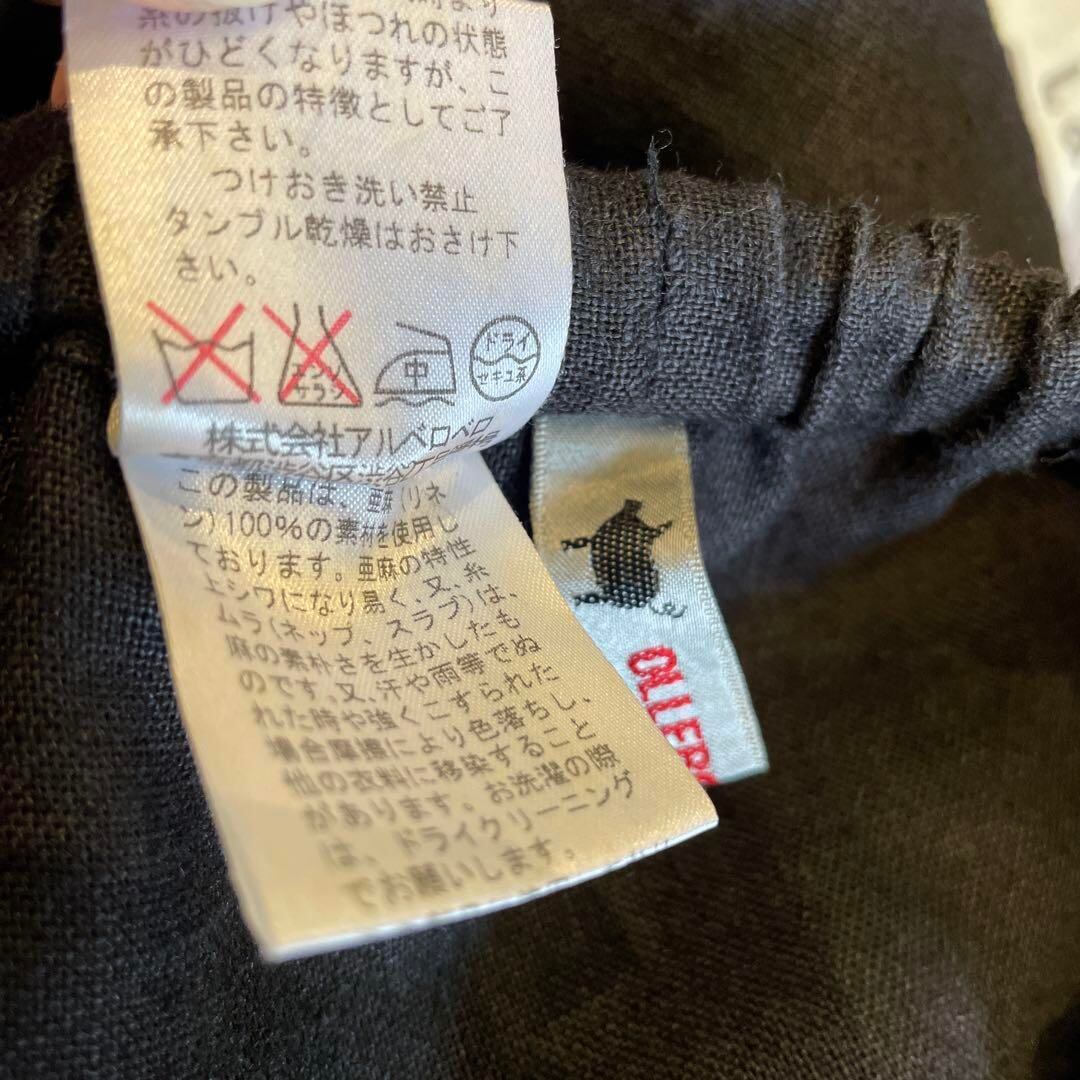 糸の抜けやほつれの状態
がひどくなりますが、こ
の製品の特徴としてご了
承下さい。
つけおき洗い禁止
タンブル乾燥はおさけ下
さい。
エンソ
サラシ
中
ドライ
セキユ系
株式会社アルベロベロ
この製品は、亜麻(リネ
ン)100%の素材を使用し
ております。亜麻の特性
上シワになり易く、又、糸
ムラ(ネップ、スラブ)は、
麻の素朴さを生かしたも
のです。又、汗や雨等でぬ
れた時や強くこすられた
場合摩擦により色落ちし、
他の衣料に移染すること
があります。お洗濯の際
は、ドライクリーニング
でお願いします。
OLLEBO